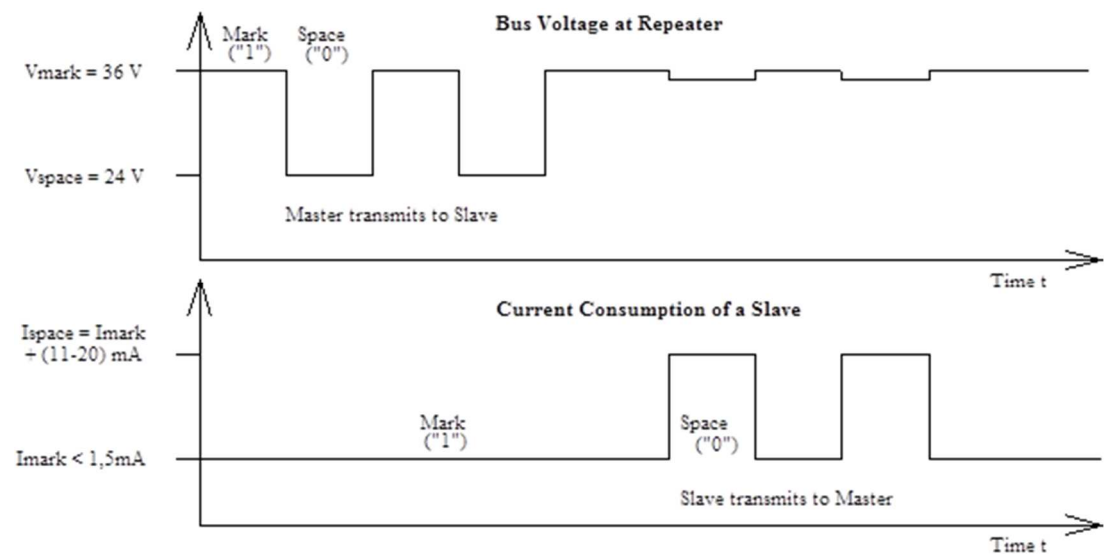 Bus Voltage at Repeater
Mark
("1")
Space
("0")
Vmark = 36 V
Vspace = 24 V
Master transmits to Slave
Time t
Current Consumption of a Slave
Ispace = Imark
+ (11-20) mA
Mark
("1")
Space
("0")
Imark < 1,5mA
Slave transmits to Master
Time t